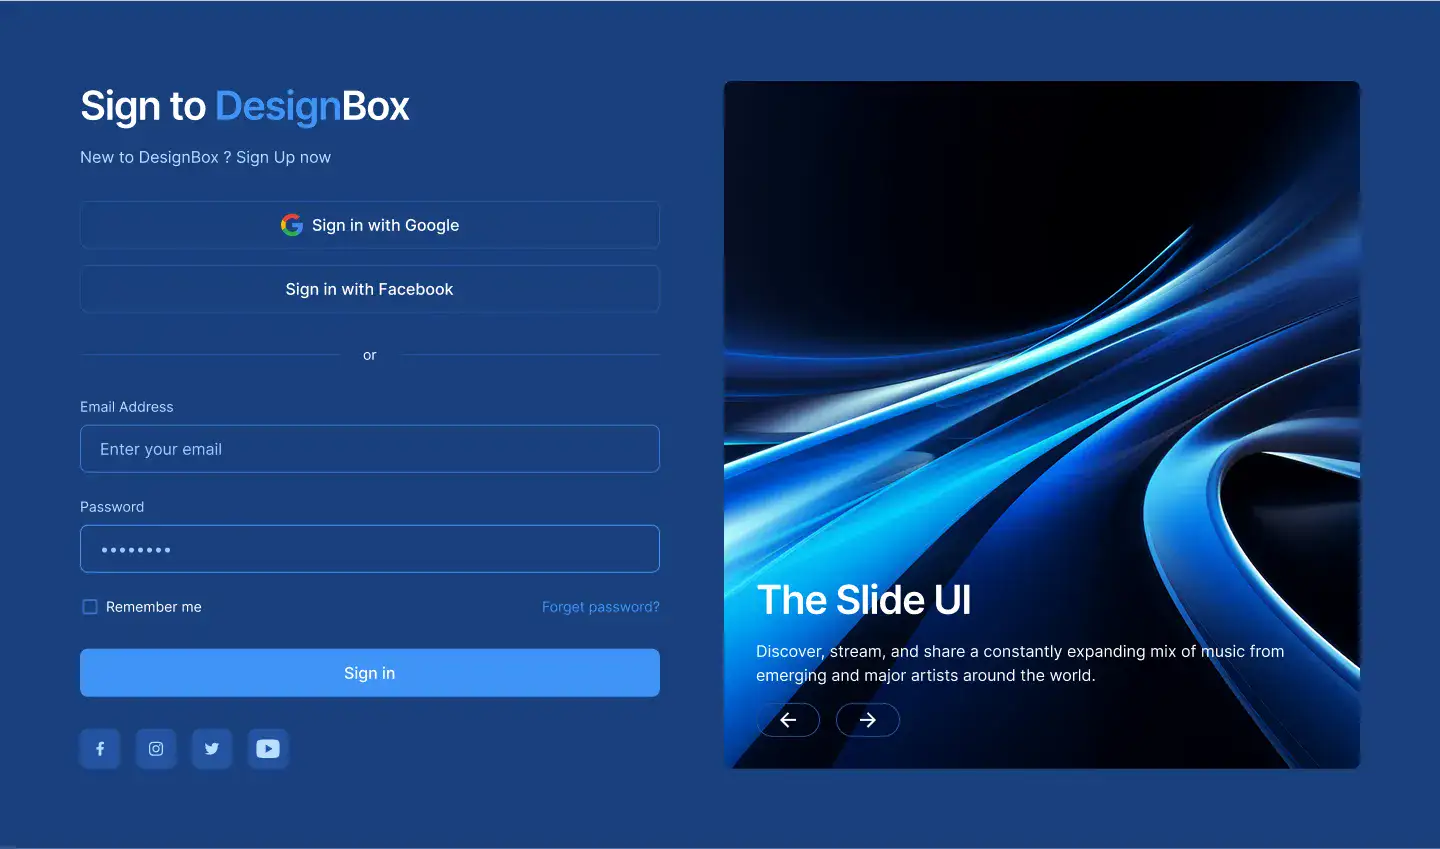 Sign to DesignBox
New to DesignBox ? Sign Up now
Sign in with Google
Sign in with Facebook
or
Email Address
Enter your email
Password
Remember me
Forget password?
Sign in
The Slide UI
Discover, stream, and share a constantly expanding mix of music from
emerging and major artists around the world.